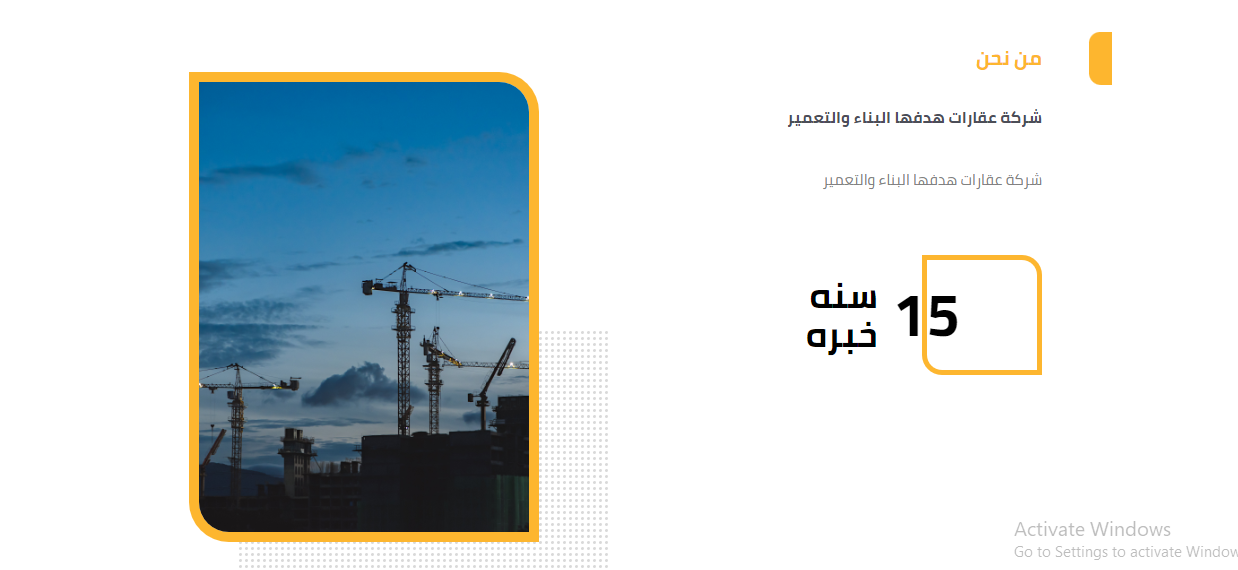 من نحن
شركة عقارات هدفها البناء والتعمير
شركة عقارات هدفها البناء والتعمير
15
سنه
خبره
Activate Windows
Go to Settings to activate Window